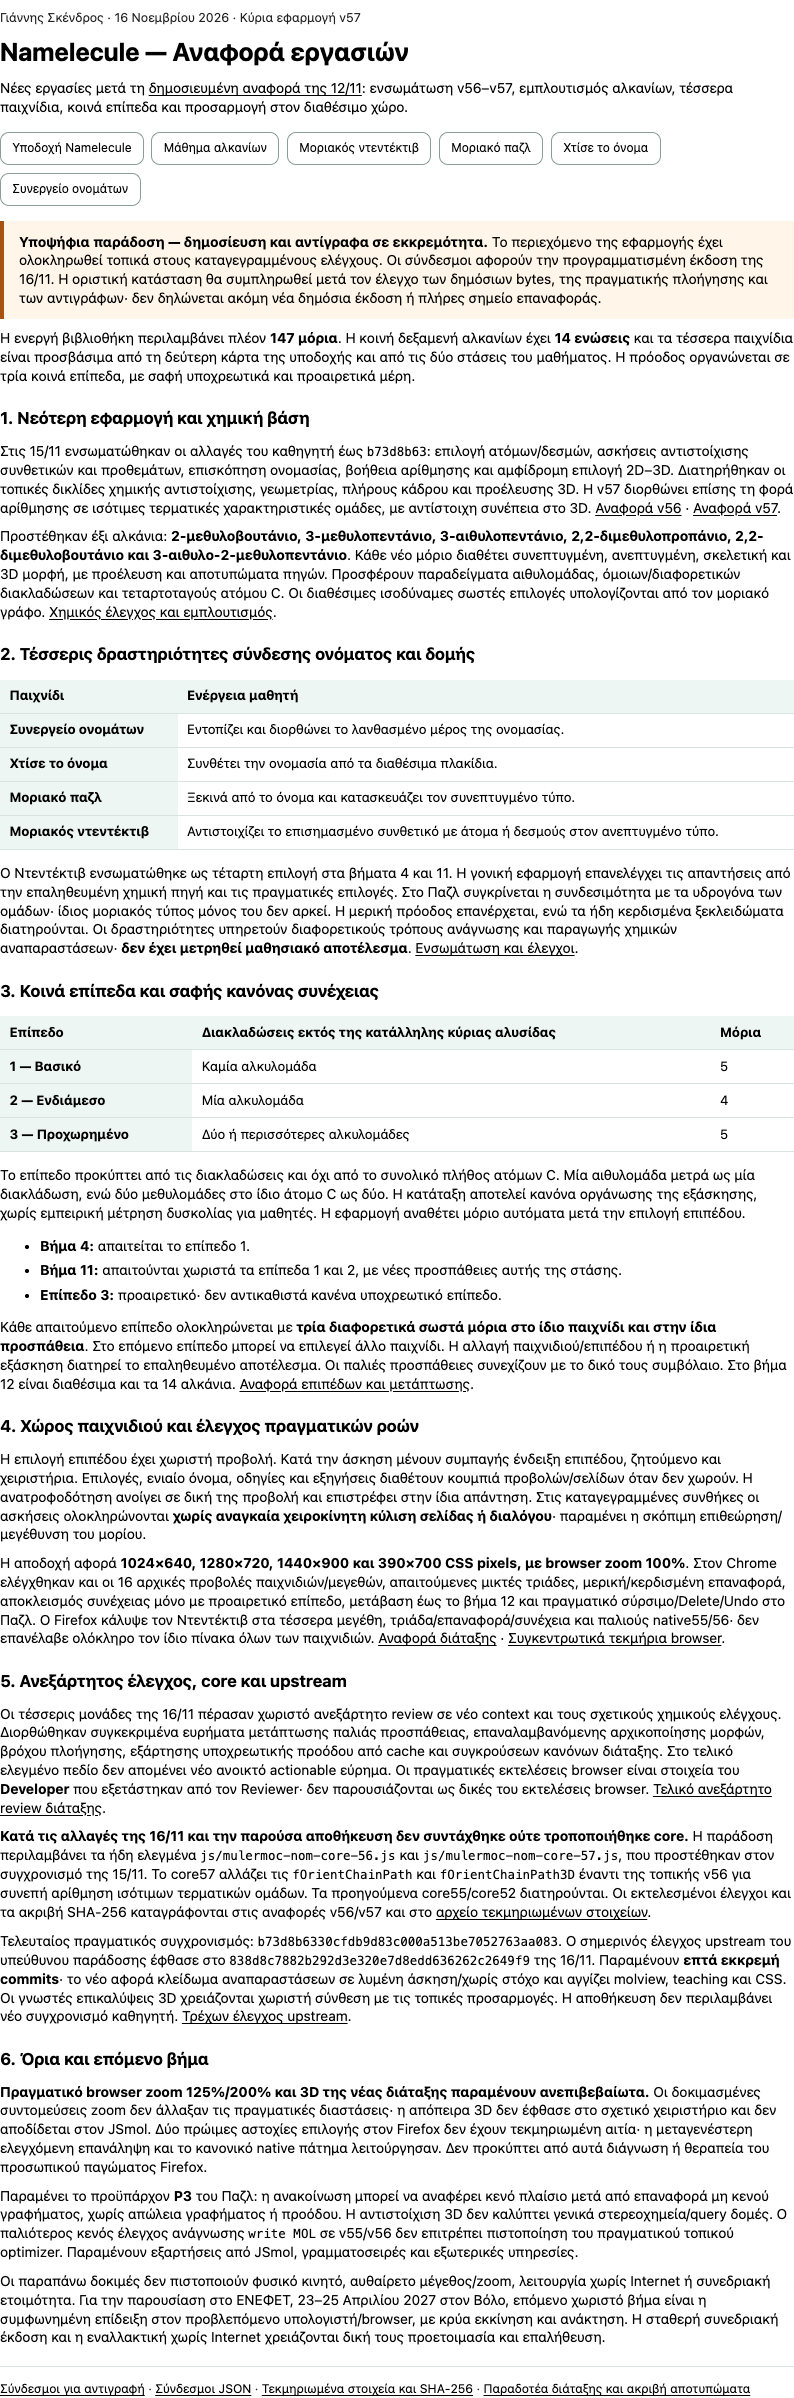 Γιάννης Σκένδρος · 16 Νοεμβρίου 2026 · Κύρια εφαρμογή v57
Namelecule — Αναφορά εργασιών
Νέες εργασίες μετά τη δημοσιευμένη αναφορά της 12/11: ενσωμάτωση v56–v57, εμπλουτισμός αλκανίων, τέσσερα
παιχνίδια, κοινά επίπεδα και προσαρμογή στον διαθέσιμο χώρο.
Υποδοχή Namelecule
Μάθημα αλκανίων
Μοριακός ντεντέκτιβ
Μοριακό παζλ
Χτίσε το όνομα
Συνεργείο ονομάτων
Υποψήφια παράδοση — δημοσίευση και αντίγραφα σε εκκρεμότητα. Το περιεχόμενο της εφαρμογής έχει
ολοκληρωθεί τοπικά στους καταγεγραμμένους ελέγχους. Οι σύνδεσμοι αφορούν την προγραμματισμένη έκδοση της
16/11. Η οριστική κατάσταση θα συμπληρωθεί μετά τον έλεγχο των δημόσιων bytes, της πραγματικής πλοήγησης και
των αντιγράφων· δεν δηλώνεται ακόμη νέα δημόσια έκδοση ή πλήρες σημείο επαναφοράς.
Η ενεργή βιβλιοθήκη περιλαμβάνει πλέον 147 μόρια. Η κοινή δεξαμενή αλκανίων έχει 14 ενώσεις και τα τέσσερα παιχνίδια
είναι προσβάσιμα από τη δεύτερη κάρτα της υποδοχής και από τις δύο στάσεις του μαθήματος. Η πρόοδος οργανώνεται σε
τρία κοινά επίπεδα, με σαφή υποχρεωτικά και προαιρετικά μέρη.
1. Νεότερη εφαρμογή και χημική βάση
Στις 15/11 ενσωματώθηκαν οι αλλαγές του καθηγητή έως b73d8b63: επιλογή ατόμων/δεσμών, ασκήσεις αντιστοίχισης
συνθετικών και προθεμάτων, επισκόπηση ονομασίας, βοήθεια αρίθμησης και αμφίδρομη επιλογή 2D–3D. Διατηρήθηκαν οι
τοπικές δικλίδες χημικής αντιστοίχισης, γεωμετρίας, πλήρους κάδρου και προέλευσης 3D. Η v57 διορθώνει επίσης τη φορά
αρίθμησης σε ισότιμες τερματικές χαρακτηριστικές ομάδες, με αντίστοιχη συνέπεια στο 3D. Αναφορά v56 · Αναφορά v57.
Προστέθηκαν έξι αλκάνια: 2-μεθυλοβουτάνιο, 3-μεθυλοπεντάνιο, 3-αιθυλοπεντάνιο, 2,2-διμεθυλοπροπάνιο, 2,2-
διμεθυλοβουτάνιο και 3-αιθυλο-2-μεθυλοπεντάνιο. Κάθε νέο μόριο διαθέτει συνεπτυγμένη, ανεπτυγμένη, σκελετική και
3D μορφή, με προέλευση και αποτυπώματα πηγών. Προσφέρουν παραδείγματα αιθυλομάδας, όμοιων/διαφορετικών
διακλαδώσεων και τεταρτοταγούς ατόμου C. Οι διαθέσιμες ισοδύναμες σωστές επιλογές υπολογίζονται από τον μοριακό
γράφο. Χημικός έλεγχος και εμπλουτισμός.
2. Τέσσερις δραστηριότητες σύνδεσης ονόματος και δομής
Παιχνίδι Ενέργεια μαθητή
Συνεργείο ονομάτων Εντοπίζει και διορθώνει το λανθασμένο μέρος της ονομασίας.
Χτίσε το όνομα Συνθέτει την ονομασία από τα διαθέσιμα πλακίδια.
Μοριακό παζλ Ξεκινά από το όνομα και κατασκευάζει τον συνεπτυγμένο τύπο.
Μοριακός ντεντέκτιβ Αντιστοιχίζει το επισημασμένο συνθετικό με άτομα ή δεσμούς στον ανεπτυγμένο τύπο.
Ο Ντεντέκτιβ ενσωματώθηκε ως τέταρτη επιλογή στα βήματα 4 και 11. Η γονική εφαρμογή επανελέγχει τις απαντήσεις από
την επαληθευμένη χημική πηγή και τις πραγματικές επιλογές. Στο Παζλ συγκρίνεται η συνδεσιμότητα με τα υδρογόνα των
ομάδων· ίδιος μοριακός τύπος μόνος του δεν αρκεί. Η μερική πρόοδος επανέρχεται, ενώ τα ήδη κερδισμένα ξεκλειδώματα
διατηρούνται. Οι δραστηριότητες υπηρετούν διαφορετικούς τρόπους ανάγνωσης και παραγωγής χημικών
αναπαραστάσεων· δεν έχει μετρηθεί μαθησιακό αποτέλεσμα. Ενσωμάτωση και έλεγχοι.
3. Κοινά επίπεδα και σαφής κανόνας συνέχειας
Επίπεδο Διακλαδώσεις εκτός της κατάλληλης κύριας αλυσίδας Μόρια
1 — Βασικό Καμία αλκυλομάδα 5
2 — Ενδιάμεσο Μία αλκυλομάδα 4
3 — Προχωρημένο Δύο ή περισσότερες αλκυλομάδες 5
Το επίπεδο προκύπτει από τις διακλαδώσεις και όχι από το συνολικό πλήθος ατόμων C. Μία αιθυλομάδα μετρά ως μία
διακλάδωση, ενώ δύο μεθυλομάδες στο ίδιο άτομο C ως δύο. Η κατάταξη αποτελεί κανόνα οργάνωσης της εξάσκησης,
χωρίς εμπειρική μέτρηση δυσκολίας για μαθητές. Η εφαρμογή αναθέτει μόριο αυτόματα μετά την επιλογή επιπέδου.
• Βήμα 4: απαιτείται το επίπεδο 1.
• Βήμα 11: απαιτούνται χωριστά τα επίπεδα 1 και 2, με νέες προσπάθειες αυτής της στάσης.
• Επίπεδο 3: προαιρετικό· δεν αντικαθιστά κανένα υποχρεωτικό επίπεδο.
Κάθε απαιτούμενο επίπεδο ολοκληρώνεται με τρία διαφορετικά σωστά μόρια στο ίδιο παιχνίδι και στην ίδια
προσπάθεια. Στο επόμενο επίπεδο μπορεί να επιλεγεί άλλο παιχνίδι. Η αλλαγή παιχνιδιού/επιπέδου ή η προαιρετική
εξάσκηση διατηρεί το επαληθευμένο αποτέλεσμα. Οι παλιές προσπάθειες συνεχίζουν με το δικό τους συμβόλαιο. Στο βήμα
12 είναι διαθέσιμα και τα 14 αλκάνια. Αναφορά επιπέδων και μετάπτωσης.
4. Χώρος παιχνιδιού και έλεγχος πραγματικών ροών
Η επιλογή επιπέδου έχει χωριστή προβολή. Κατά την άσκηση μένουν συμπαγής ένδειξη επιπέδου, ζητούμενο και
χειριστήρια. Επιλογές, ενιαίο όνομα, οδηγίες και εξηγήσεις διαθέτουν κουμπιά προβολών/σελίδων όταν δεν χωρούν. Η
ανατροφοδότηση ανοίγει σε δική της προβολή και επιστρέφει στην ίδια απάντηση. Στις καταγεγραμμένες συνθήκες οι
ασκήσεις ολοκληρώνονται χωρίς αναγκαία χειροκίνητη κύλιση σελίδας ή διαλόγου· παραμένει η σκόπιμη επιθεώρηση/
μεγέθυνση του μορίου.
Η αποδοχή αφορά 1024×640, 1280×720, 1440×900 και 390×700 CSS pixels, με browser zoom 100%. Στον Chrome
ελέγχθηκαν και οι 16 αρχικές προβολές παιχνιδιών/μεγεθών, απαιτούμενες μικτές τριάδες, μερική/κερδισμένη επαναφορά,
αποκλεισμός συνέχειας μόνο με προαιρετικό επίπεδο, μετάβαση έως το βήμα 12 και πραγματικό σύρσιμο/Delete/Undo στο
Παζλ. Ο Firefox κάλυψε τον Ντεντέκτιβ στα τέσσερα μεγέθη, τριάδα/επαναφορά/συνέχεια και παλιούς native55/56· δεν
επανέλαβε ολόκληρο τον ίδιο πίνακα όλων των παιχνιδιών. Αναφορά διάταξης · Συγκεντρωτικά τεκμήρια browser.
5. Ανεξάρτητος έλεγχος, core και upstream
Οι τέσσερις μονάδες της 16/11 πέρασαν χωριστό ανεξάρτητο review σε νέο context και τους σχετικούς χημικούς ελέγχους.
Διορθώθηκαν συγκεκριμένα ευρήματα μετάπτωσης παλιάς προσπάθειας, επαναλαμβανόμενης αρχικοποίησης μορφών,
βρόχου πλοήγησης, εξάρτησης υποχρεωτικής προόδου από cache και συγκρούσεων κανόνων διάταξης. Στο τελικό
ελεγμένο πεδίο δεν απομένει νέο ανοικτό actionable εύρημα. Οι πραγματικές εκτελέσεις browser είναι στοιχεία του
Developer που εξετάστηκαν από τον Reviewer· δεν παρουσιάζονται ως δικές του εκτελέσεις browser. Τελικό ανεξάρτητο
review διάταξης.
Κατά τις αλλαγές της 16/11 και την παρούσα αποθήκευση δεν συντάχθηκε ούτε τροποποιήθηκε core. Η παράδοση
περιλαμβάνει τα ήδη ελεγμένα js/mulermoc-nom-core-56.js και js/mulermoc-nom-core-57.js, που προστέθηκαν στον
συγχρονισμό της 15/11. Το core57 αλλάζει τις fOrientChainPath και fOrientChainPath3D έναντι της τοπικής v56 για
συνεπή αρίθμηση ισότιμων τερματικών ομάδων. Τα προηγούμενα core55/core52 διατηρούνται. Οι εκτελεσμένοι έλεγχοι και
τα ακριβή SHA-256 καταγράφονται στις αναφορές v56/v57 και στο αρχείο τεκμηριωμένων στοιχείων.
Τελευταίος πραγματικός συγχρονισμός: b73d8b6330cfdb9d83c000a513be7052763aa083. Ο σημερινός έλεγχος upstream του
υπεύθυνου παράδοσης έφθασε στο 838d8c7882b292d3e320e7d8edd636262c2649f9 της 16/11. Παραμένουν επτά εκκρεμή
commits· το νέο αφορά κλείδωμα αναπαραστάσεων σε λυμένη άσκηση/χωρίς στόχο και αγγίζει molview, teaching και CSS.
Οι γνωστές επικαλύψεις 3D χρειάζονται χωριστή σύνθεση με τις τοπικές προσαρμογές. Η αποθήκευση δεν περιλαμβάνει
νέο συγχρονισμό καθηγητή. Τρέχων έλεγχος upstream.
6. Όρια και επόμενο βήμα
Πραγματικό browser zoom 125%/200% και 3D της νέας διάταξης παραμένουν ανεπιβεβαίωτα. Οι δοκιμασμένες
συντομεύσεις zoom δεν άλλαξαν τις πραγματικές διαστάσεις· η απόπειρα 3D δεν έφθασε στο σχετικό χειριστήριο και δεν
αποδίδεται στον JSmol. Δύο πρώιμες αστοχίες επιλογής στον Firefox δεν έχουν τεκμηριωμένη αιτία· η μεταγενέστερη
ελεγχόμενη επανάληψη και το κανονικό native πάτημα λειτούργησαν. Δεν προκύπτει από αυτά διάγνωση ή θεραπεία του
προσωπικού παγώματος Firefox.
Παραμένει το προϋπάρχον P3 του Παζλ: η ανακοίνωση μπορεί να αναφέρει κενό πλαίσιο μετά από επαναφορά μη κενού
γραφήματος, χωρίς απώλεια γραφήματος ή προόδου. Η αντιστοίχιση 3D δεν καλύπτει γενικά στερεοχημεία/query δομές. Ο
παλιότερος κενός έλεγχος ανάγνωσης write MOL σε v55/v56 δεν επιτρέπει πιστοποίηση του πραγματικού τοπικού
optimizer. Παραμένουν εξαρτήσεις από JSmol, γραμματοσειρές και εξωτερικές υπηρεσίες.
Οι παραπάνω δοκιμές δεν πιστοποιούν φυσικό κινητό, αυθαίρετο μέγεθος/zoom, λειτουργία χωρίς Internet ή συνεδριακή
ετοιμότητα. Για την παρουσίαση στο ΕΝΕΦΕΤ, 23–25 Απριλίου 2027 στον Βόλο, επόμενο χωριστό βήμα είναι η
συμφωνημένη επίδειξη στον προβλεπόμενο υπολογιστή/browser, με κρύα εκκίνηση και ανάκτηση. Η σταθερή συνεδριακή
έκδοση και η εναλλακτική χωρίς Internet χρειάζονται δική τους προετοιμασία και επαλήθευση.
Σύνδεσμοι για αντιγραφή · Σύνδεσμοι JSON · Τεκμηριωμένα στοιχεία και SHA-256 · Παραδοτέα διάταξης και ακριβή αποτυπώματα